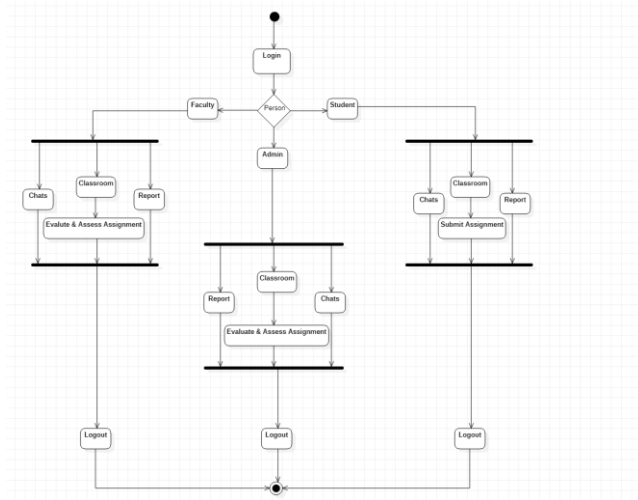 Login
Faculty
Person
Student
Admin
Chats
Classroom
Report
Evalute & Assess Assignment
Chats
Classroom
Report
Submit Assignment
Report
Classroom
Chats
Evaluate & Assess Assignment
Logout
Logout
Logout